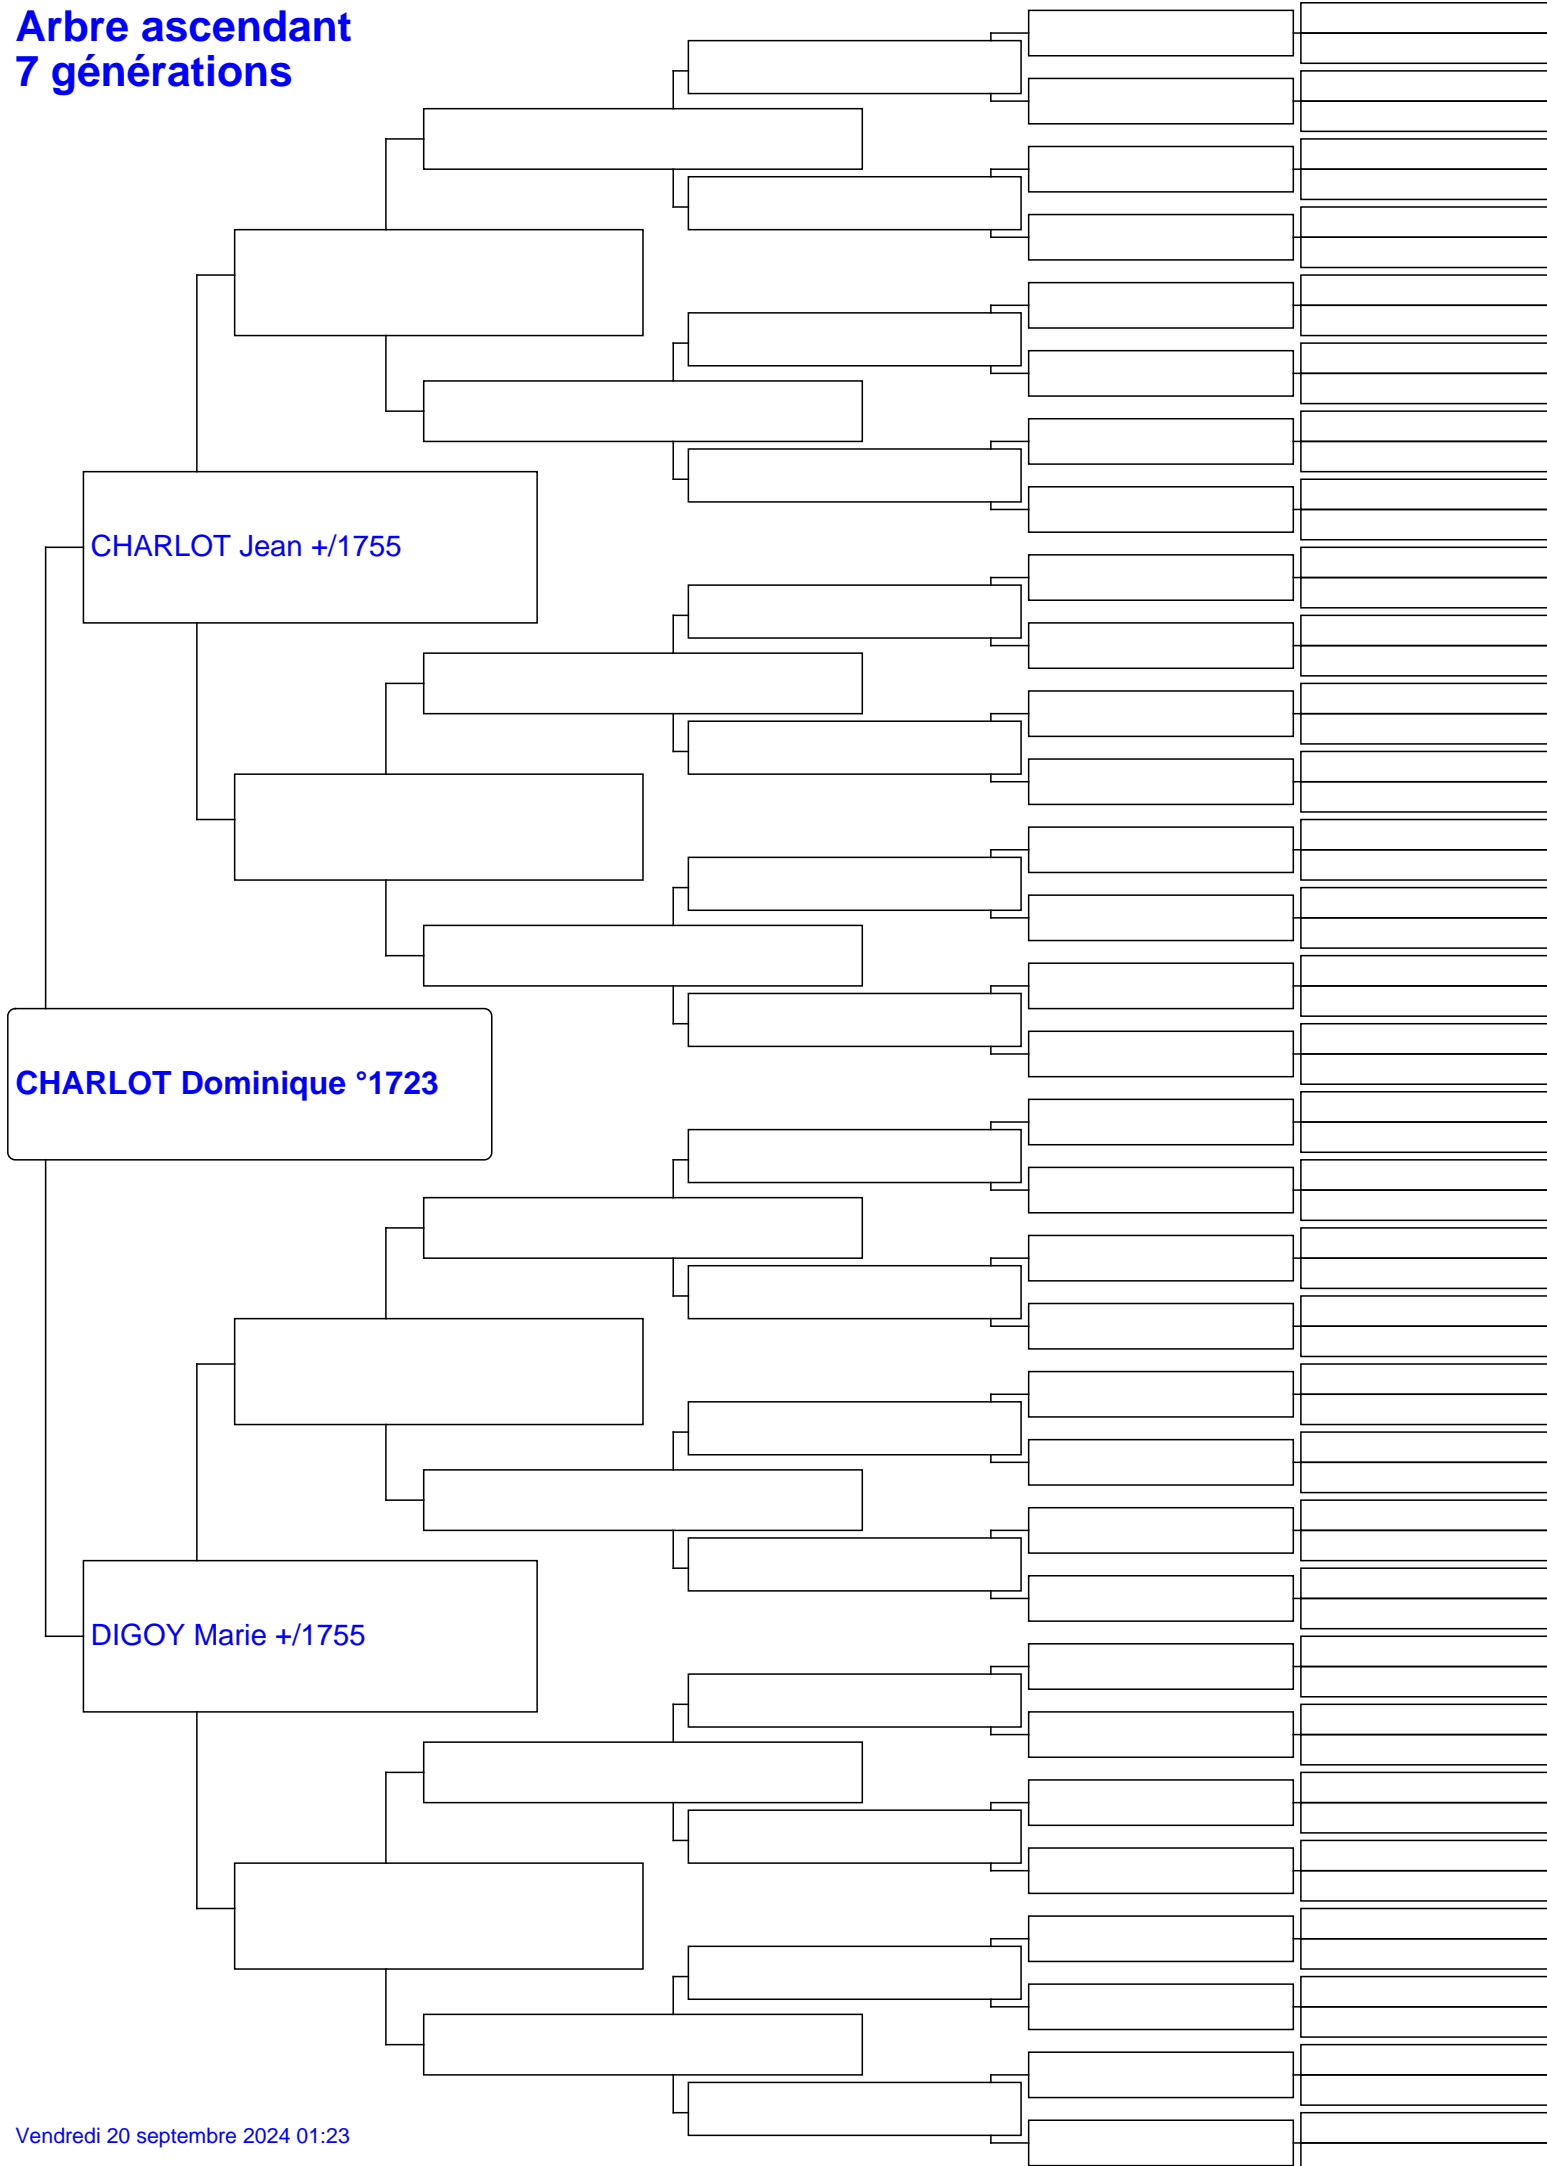 Arbre ascendant
7 générations
CHARLOT Jean +/1755
CHARLOT Dominique °1723
DIGOY Marie +/1755
Vendredi 20 septembre 2024 01:23